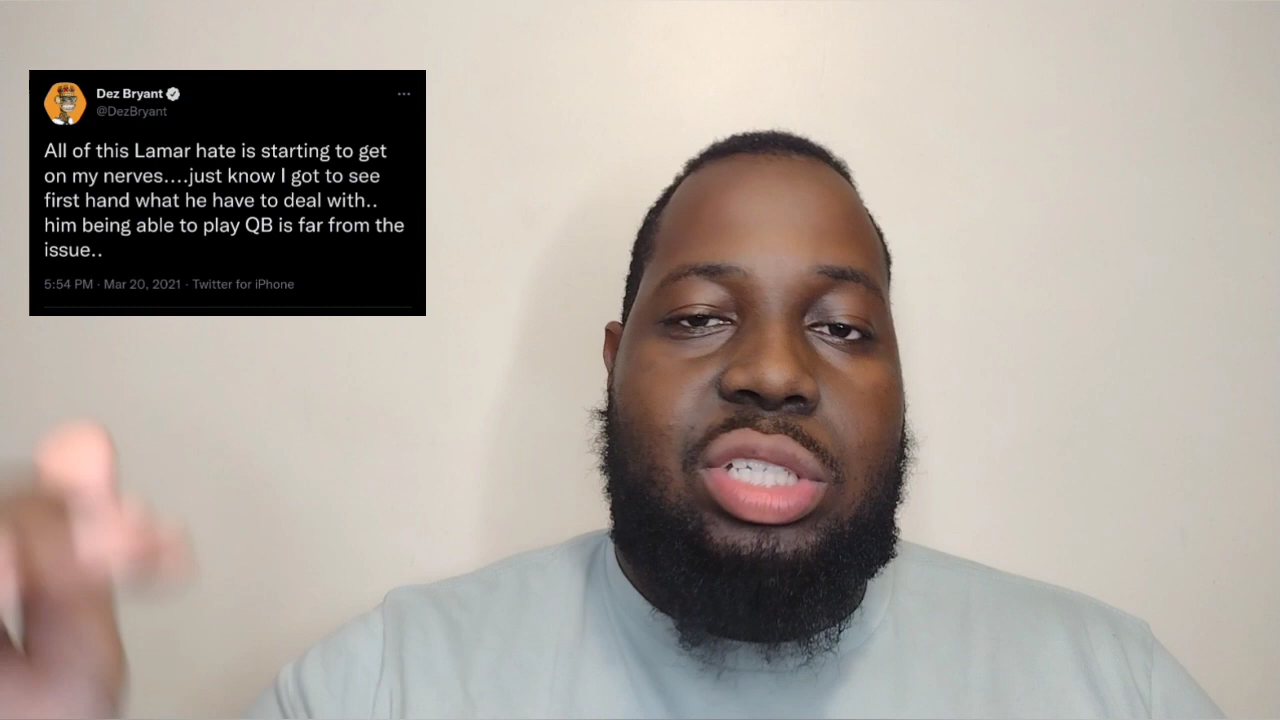 Dez Bryant
@DezBryant
All of this Lamar hate is starting to get
on my nerves....just know I got to see
first hand what he have to deal with..
him being able to play QB is far from the
issue..
5:54 PM · Mar 20, 2021 · Twitter for iPhone